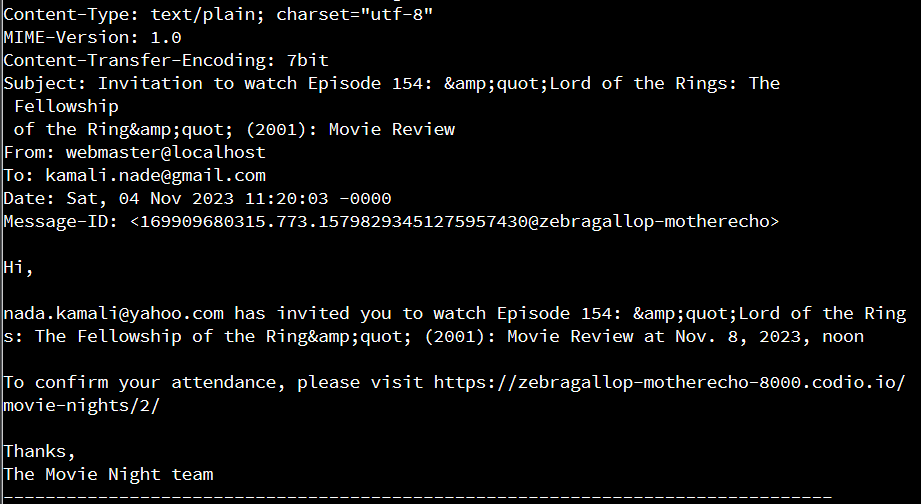 Content-Type: text/plain; charset="utf-8"
MIME-Version: 1.0
Content-Transfer-Encoding: 7bit
Subject: Invitation to watch Episode 154: &amp;quot;Lord of the Rings: The
 Fellowship
 of the Ring&amp;quot; (2001): Movie Review
From: webmaster@localhost
To: kamali.nade@gmail.com
Date: Sat, 04 Nov 2023 11:20:03 -0000
Message-ID: <169909680315.773.15798293451275957430@zebragallop-motherecho>

Hi,

nada.kamali@yahoo.com has invited you to watch Episode 154: &amp;quot;Lord of the Ring
s: The Fellowship of the Ring&amp;quot; (2001): Movie Review at Nov. 8, 2023, noon

To confirm your attendance, please visit https://zebragallop-motherecho-8000.codio.io/
movie-nights/2/

Thanks,
The Movie Night team
-------------------------------------------------------------------------------